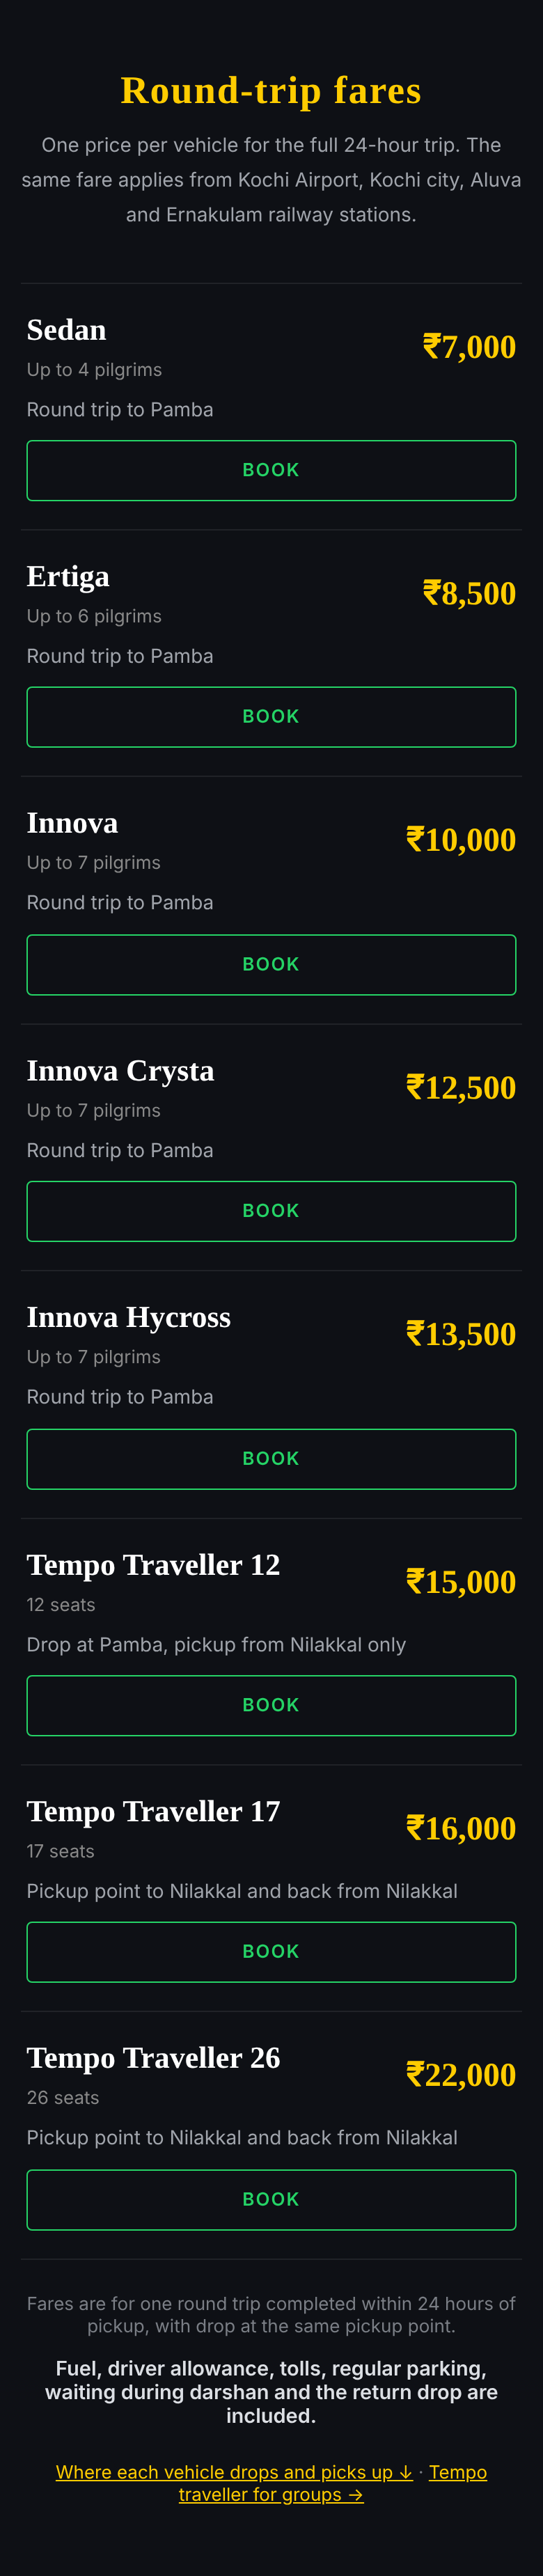 Round-trip fares
One price per vehicle for the full 24-hour trip. The
same fare applies from Kochi Airport, Kochi city, Aluva
and Ernakulam railway stations.
Sedan
₹7,000
Up to 4 pilgrims
Round trip to Pamba
BOOK
Ertiga
₹8,500
Up to 6 pilgrims
Round trip to Pamba
BOOK
Innova
₹10,000
Up to 7 pilgrims
Round trip to Pamba
BOOK
Innova Crysta
₹12,500
Up to 7 pilgrims
Round trip to Pamba
BOOK
Innova Hycross
₹13,500
Up to 7 pilgrims
Round trip to Pamba
BOOK
Tempo Traveller 12
₹15,000
12 seats
Drop at Pamba, pickup from Nilakkal only
BOOK
Tempo Traveller 17
₹16,000
17 seats
Pickup point to Nilakkal and back from Nilakkal
BOOK
Tempo Traveller 26
₹22,000
26 seats
Pickup point to Nilakkal and back from Nilakkal
BOOK
Fares are for one round trip completed within 24 hours of
pickup, with drop at the same pickup point.
Fuel, driver allowance, tolls, regular parking,
waiting during darshan and the return drop are
included.
Where each vehicle drops and picks up ↓ · Tempo
traveller for groups →